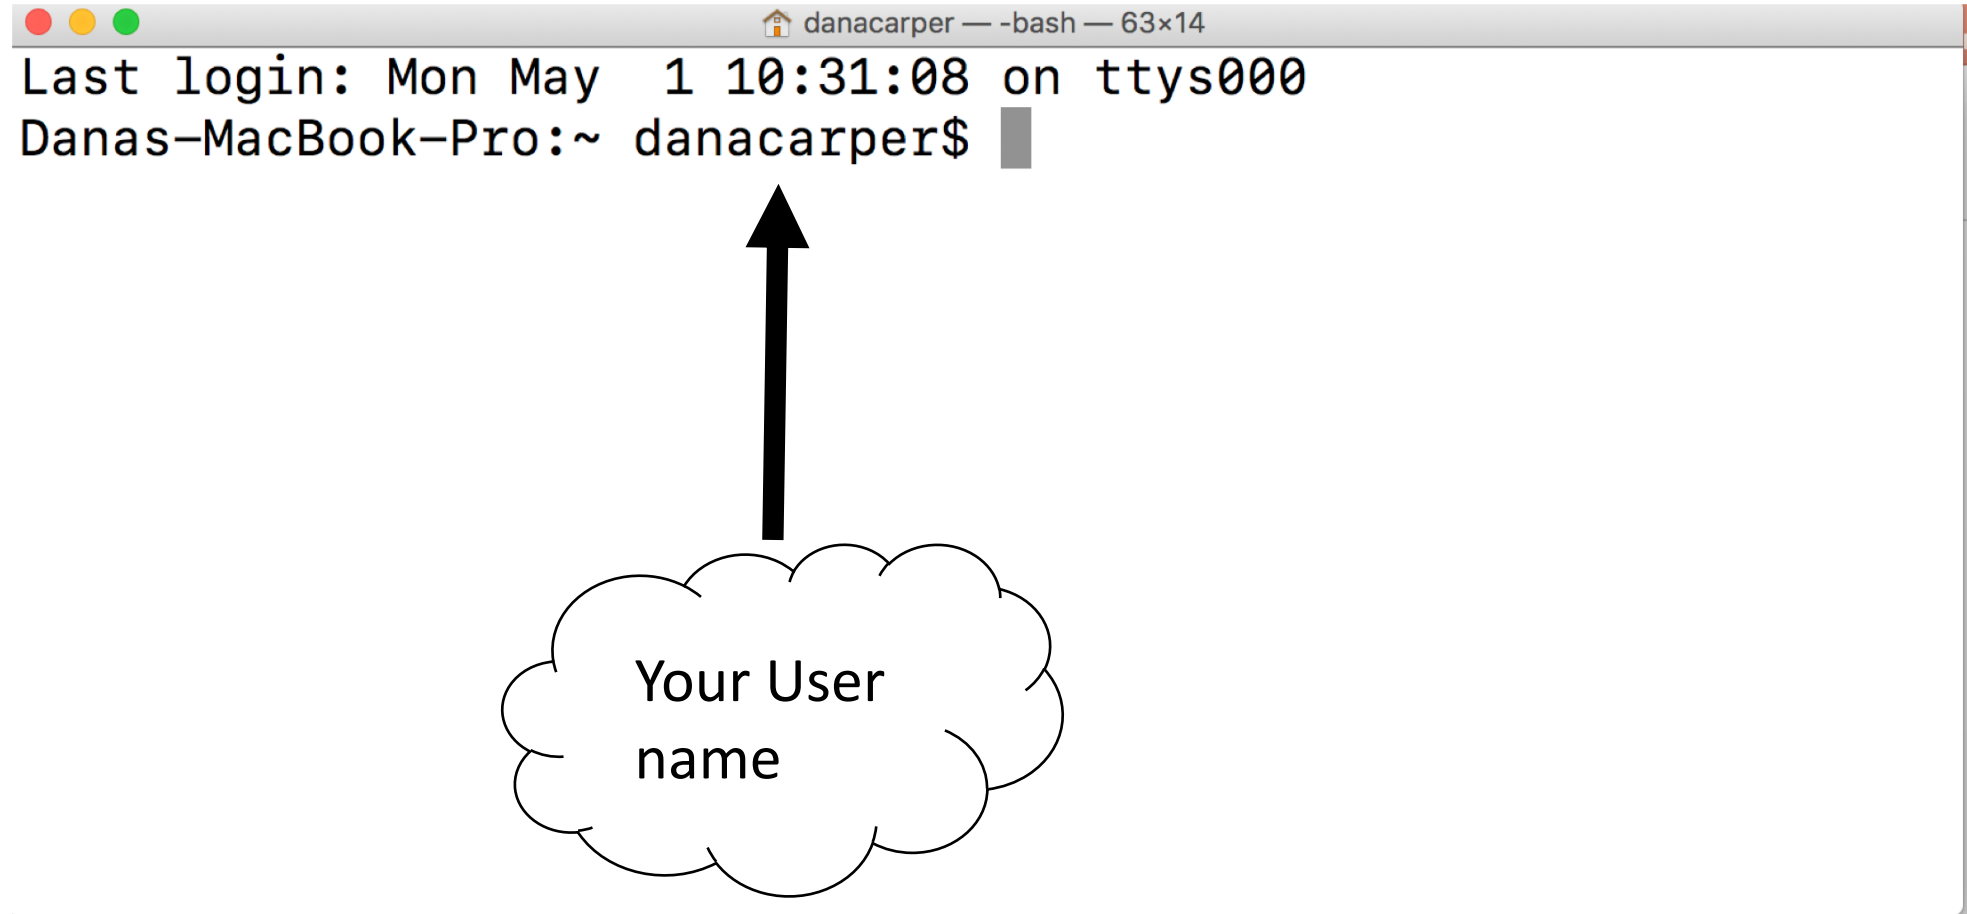 danacarper — -bash — 63×14
Last login: Mon May  1 10:31:08 on ttys000
Danas-MacBook-Pro:~ danacarper$
Your User
name